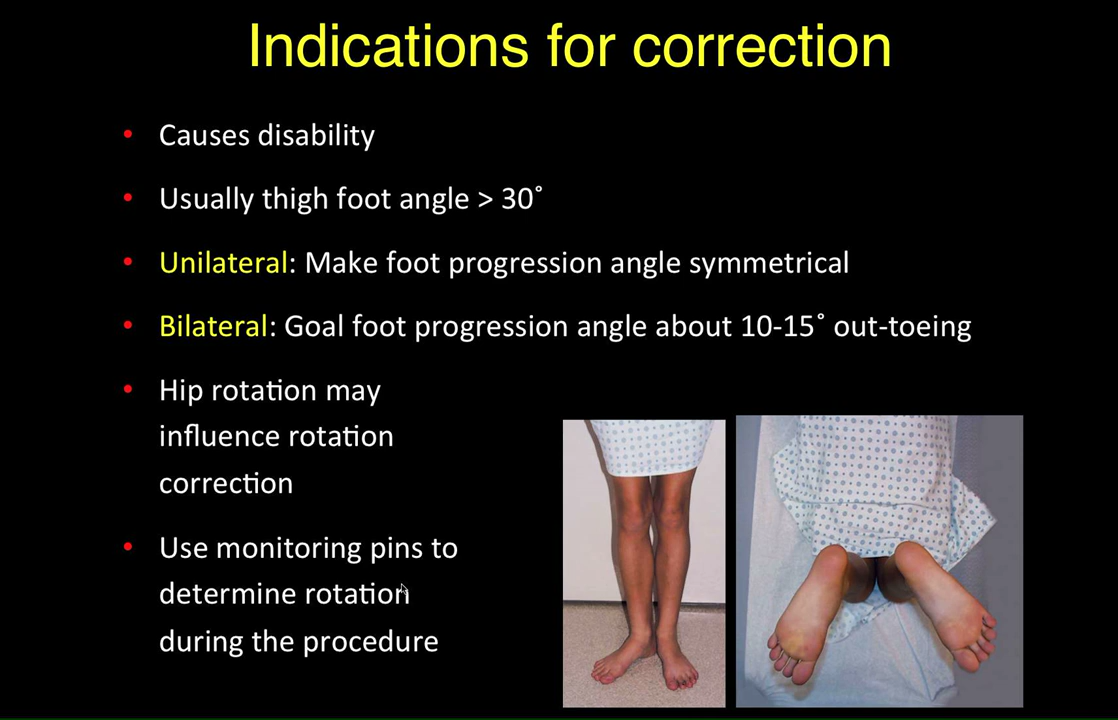 Indications for correction
• Causes disability
• Usually thigh foot angle > 30˚
• Unilateral: Make foot progression angle symmetrical
• Bilateral: Goal foot progression angle about 10-15˚ out-toeing
• Hip rotation may
influence rotation
correction
• Use monitoring pins to
determine rotation
during the procedure